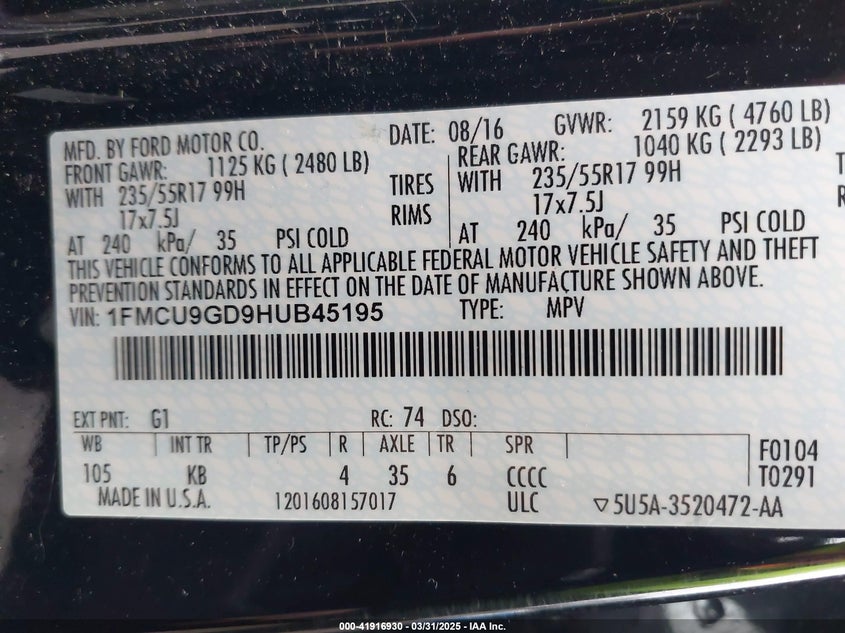 MFD. BY FORD MOTOR CO. DATE: 08/16 GVWR: 2159 KG ( 4760 LB)
FRONT GAWR: 1125 KG ( 2480 LB) REAR GAWR: 1040 KG ( 2293 LB)
WITH 235/55R17 99H TIRES WITH 235/55R17 99H
17x7.5J RIMS 17x7.5J
AT 240 kPa/ 35 PSI COLD AT 240 kPa/ 35 PSI COLD
THIS VEHICLE CONFORMS TO ALL APPLICABLE FEDERAL MOTOR VEHICLE SAFETY AND THEFT
PREVENTION STANDARDS IN EFFECT ON THE DATE OF MANUFACTURE SHOWN ABOVE.
VIN: 1FMCU9GD9HUB45195 TYPE: MPV
EXT PNT: G1 RC: 74 DSO:
WB INT TR TP/PS R AXLE TR SPR F0104
105 KB 4 35 6 CCCC T0291
MADE IN U.S.A. 1201608157017 ULC ▽5U5A-3520472-AA
000-41916930 - 03/31/2025 - IAA Inc.